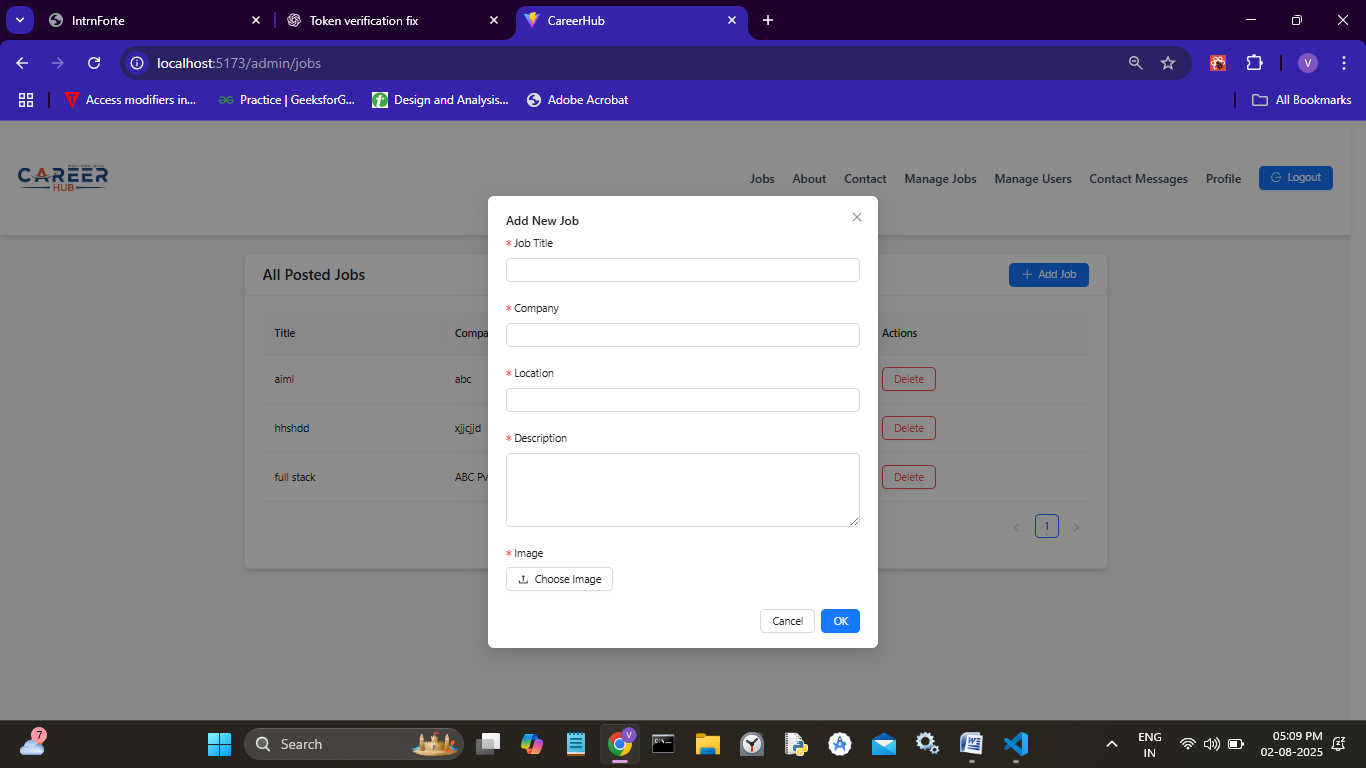 IntrnForte
Token verification fix
CareerHub
localhost:5173/admin/jobs
V
Access modifiers in...
Practice | GeeksforG...
Design and Analysis...
Adobe Acrobat
All Bookmarks
CAREER
HUB
Jobs
About
Contact
Manage Jobs
Manage Users
Contact Messages
Profile
Logout
Add New Job
* Job Title
* Company
* Location
* Description
* Image
Choose Image
Cancel
OK
All Posted Jobs
Add Job
Title
Compa
Actions
aiml
abc
Delete
hhshdd
xjjcjjd
Delete
full stack
ABC Pv
Delete
1
7
Search
V
ENG
IN
05:09 PM
02-08-2025